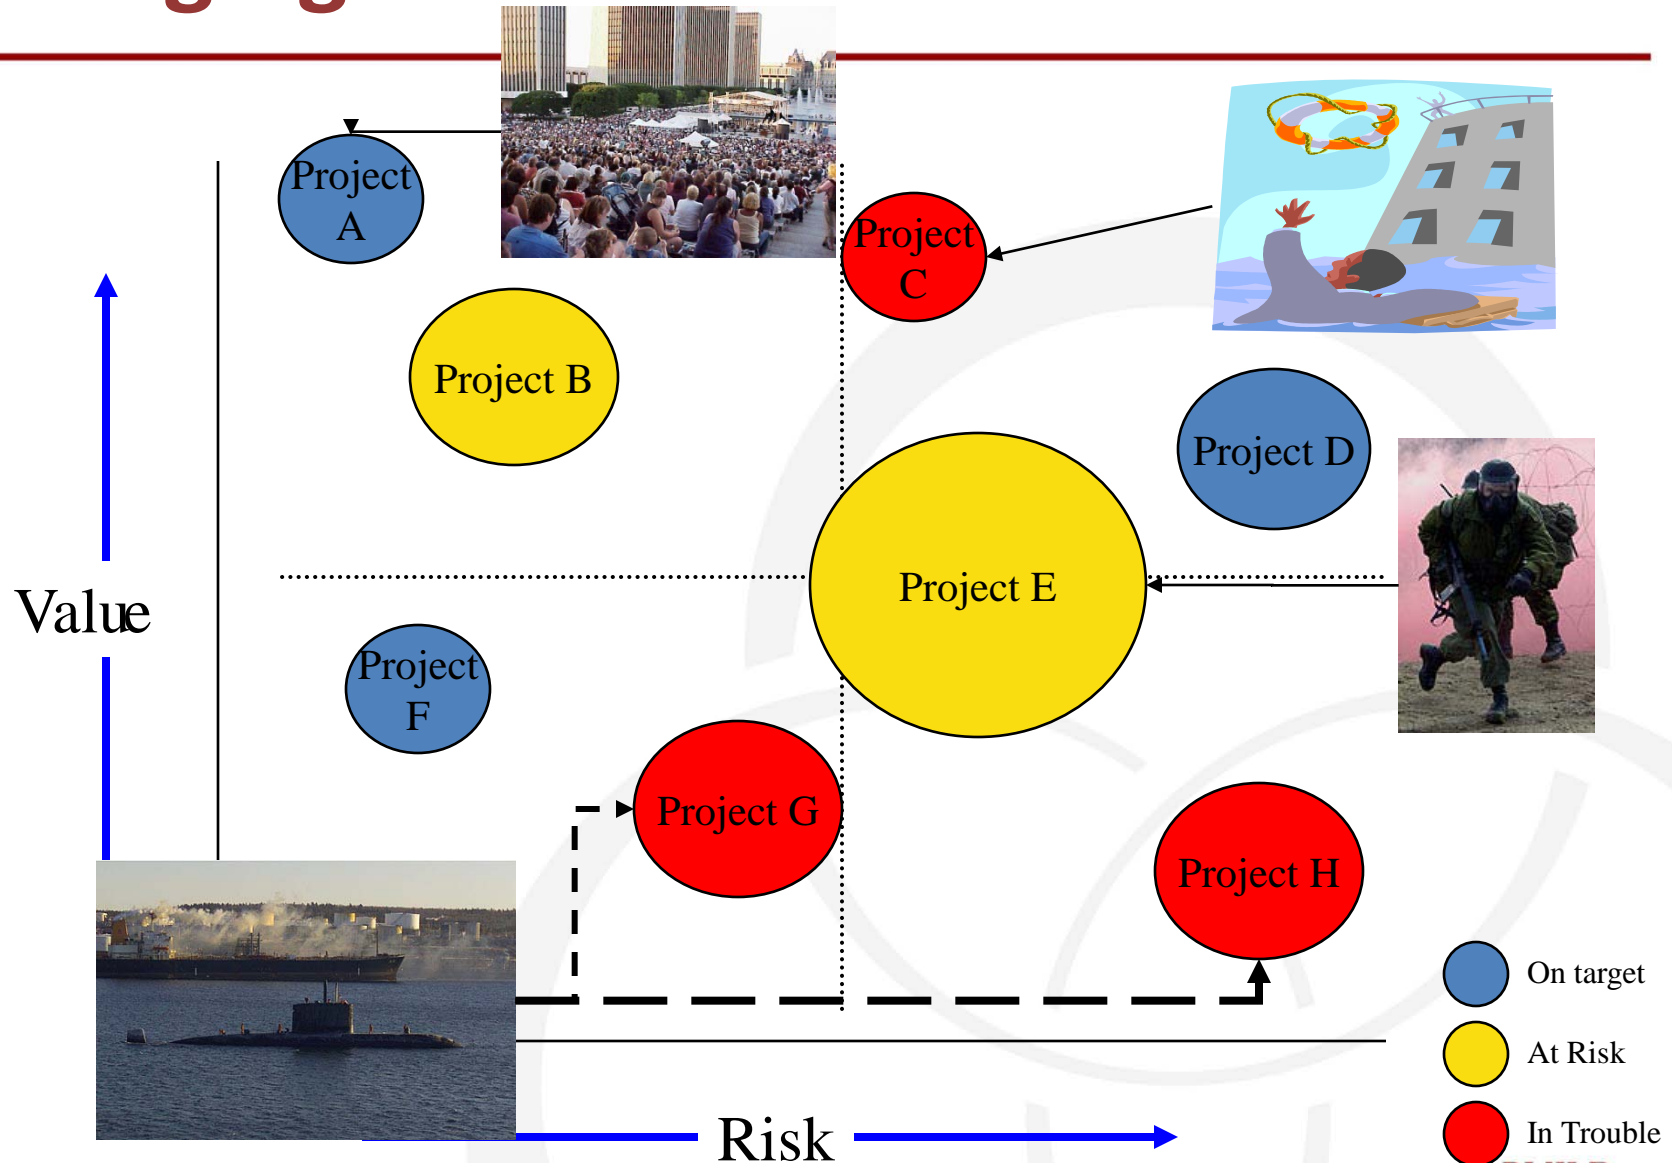 Project
A
Project
C
Project B
Project D
Project E
Value
Project
F
Project G
Project H
On target
At Risk
In Trouble
Risk